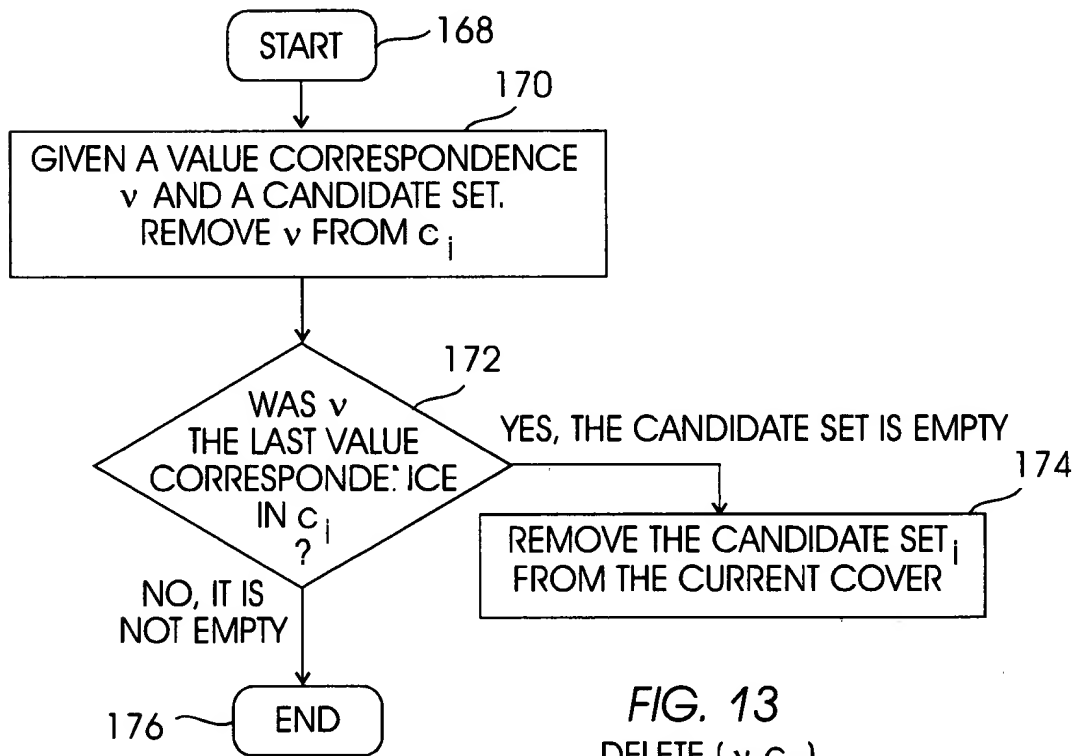 START
168
170
GIVEN A VALUE CORRESPONDENCE
ν AND A CANDIDATE SET.
REMOVE ν FROM c i
172
WAS ν
THE LAST VALUE
CORRESPONDENCE
IN c i
?
YES, THE CANDIDATE SET IS EMPTY
174
REMOVE THE CANDIDATE SET i
FROM THE CURRENT COVER
NO, IT IS
NOT EMPTY
176
END
FIG. 13
DELETE ( ν c )